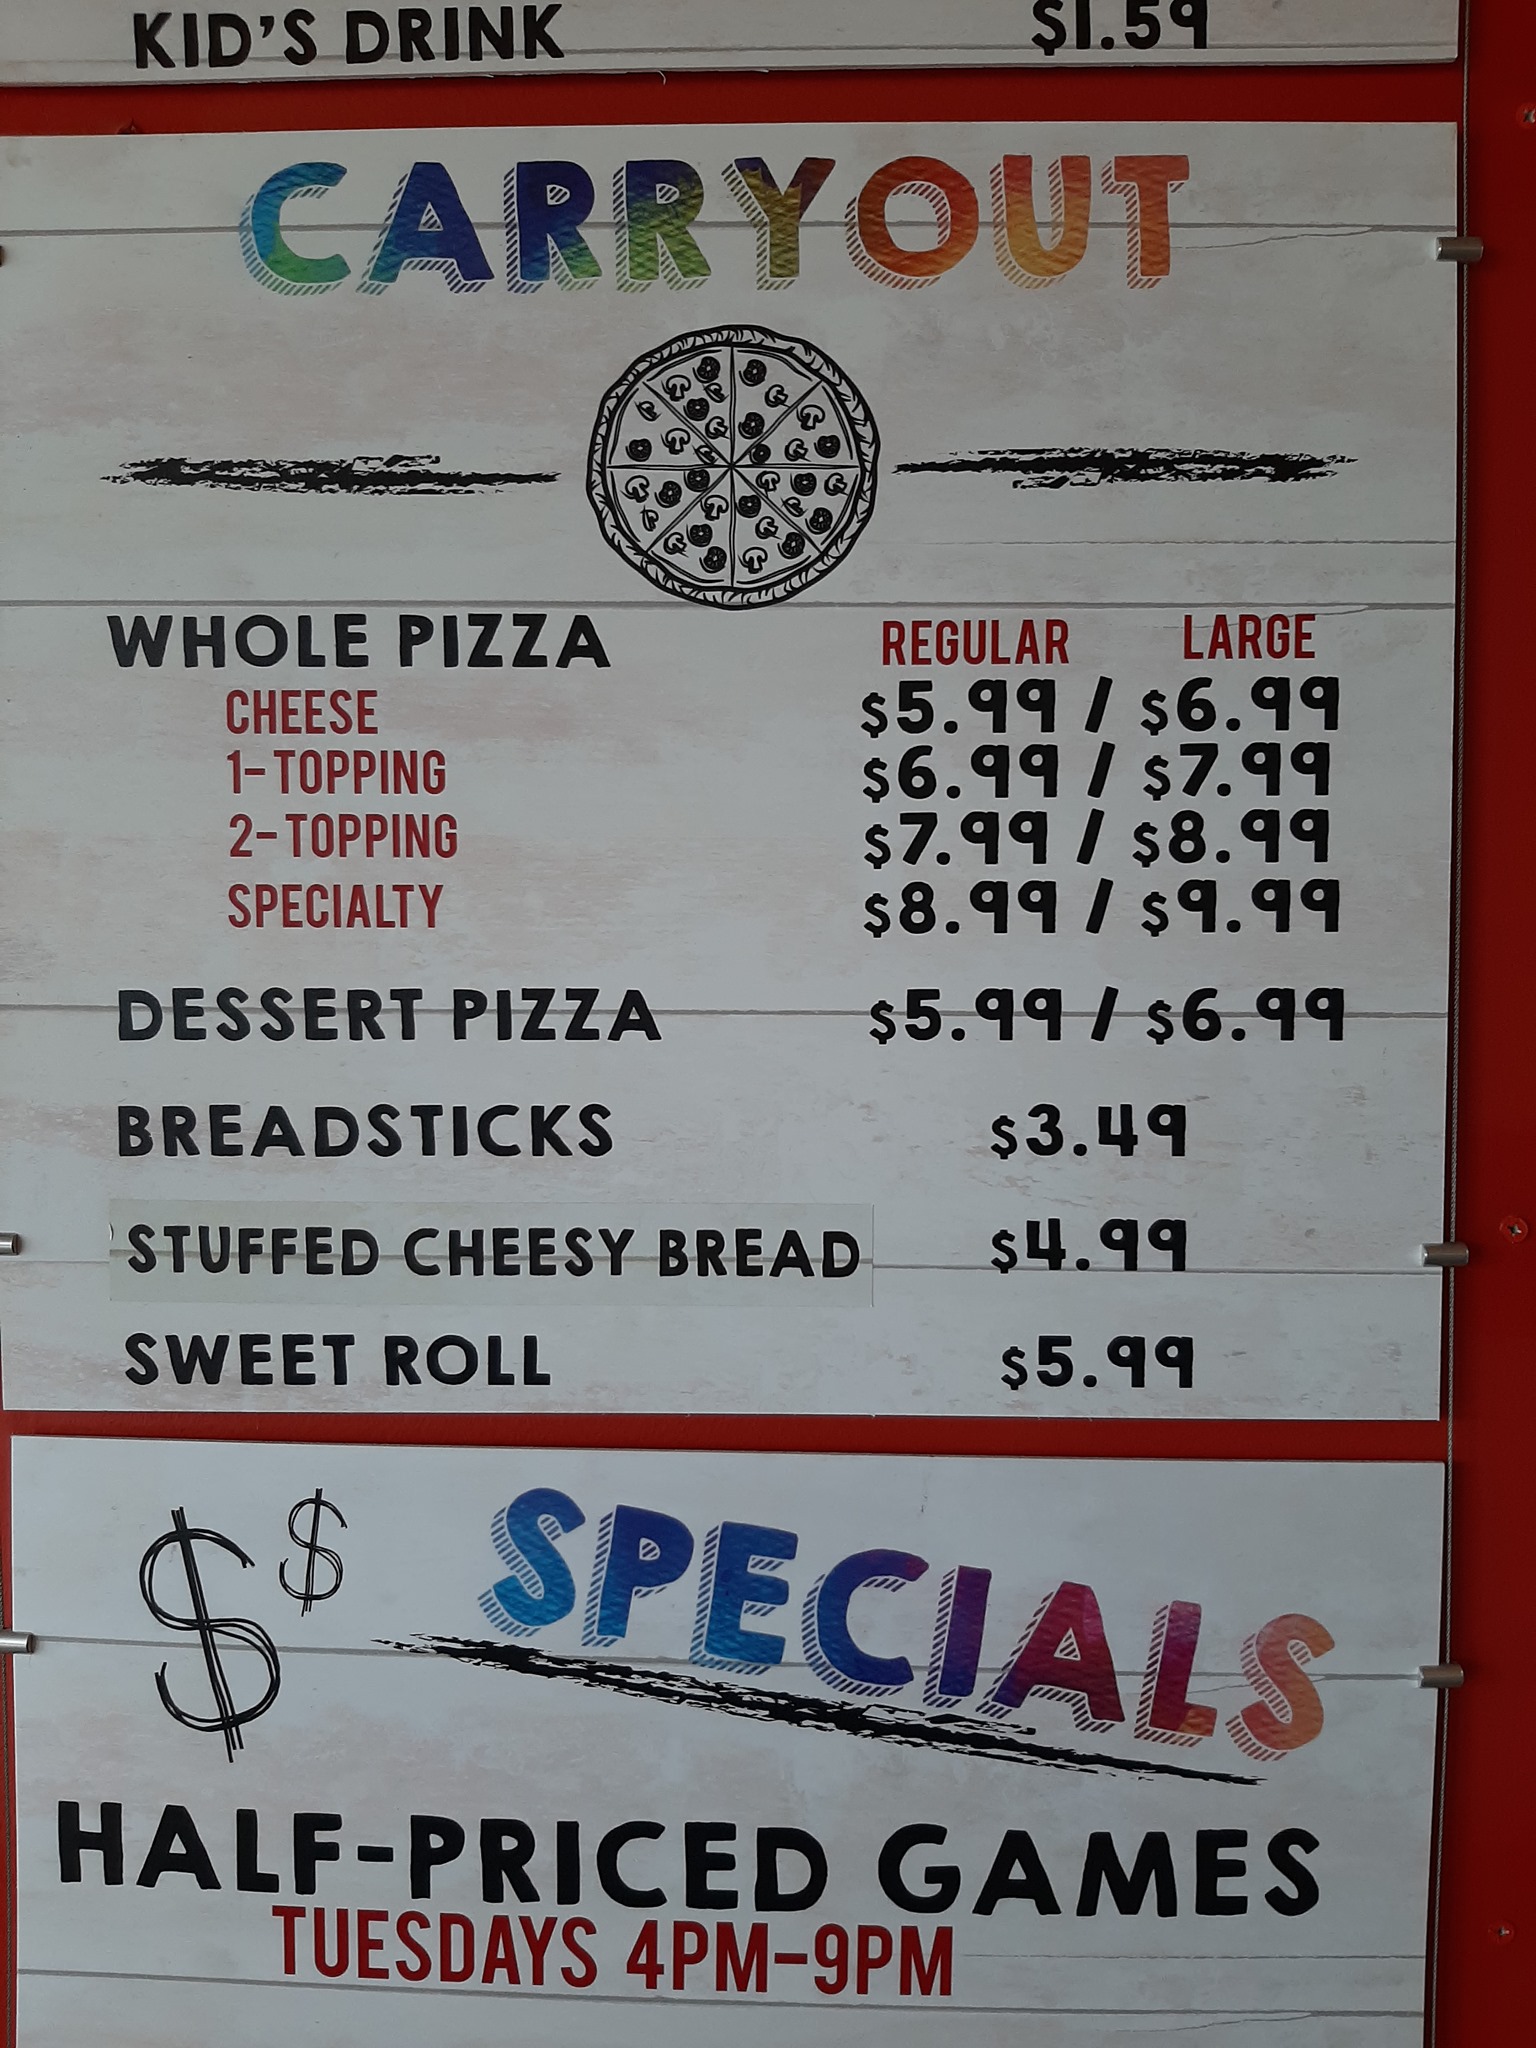 KID'S DRINK $1.59
CARRYOUT
WHOLE PIZZA REGULAR LARGE
CHEESE $5.99 / $6.99
1-TOPPING $6.99 / $7.99
2-TOPPING $7.99 / $8.99
SPECIALTY $8.99 / $9.99
DESSERT PIZZA $5.99 / $6.99
BREADSTICKS $3.49
STUFFED CHEESY BREAD $4.99
SWEET ROLL $5.99
$ $ SPECIALS
HALF-PRICED GAMES
TUESDAYS 4PM-9PM